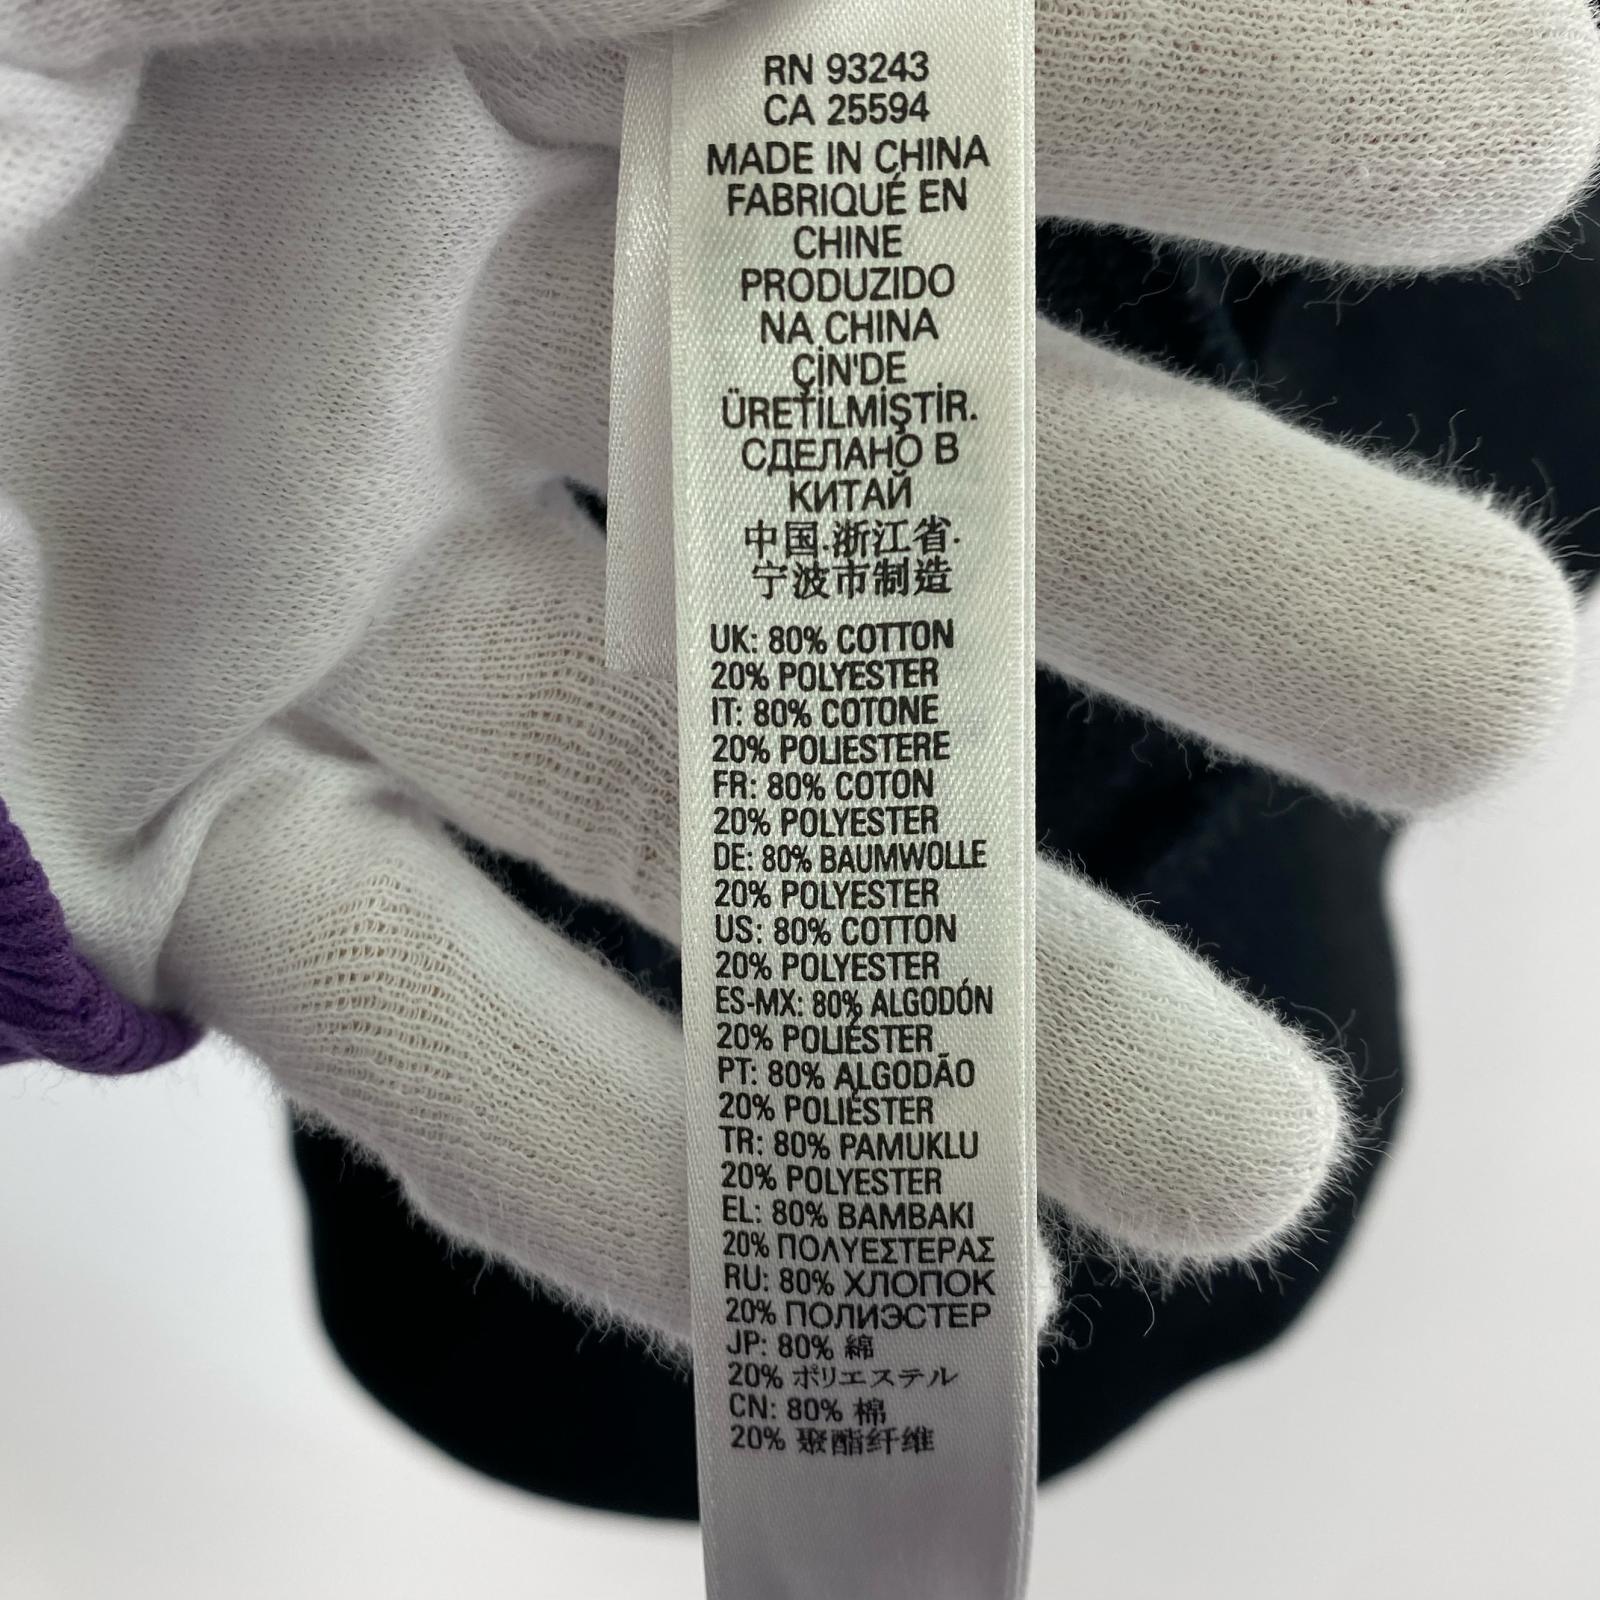 RN 93243
CA 25594
MADE IN CHINA
FABRIQUÉ EN
CHINE
PRODUZIDO
NA CHINA
ÇİN'DE
ÜRETİLMİŞTİR.
СДЕЛАНО В
КИТАЙ
中国.浙江省.
宁波市制造
UK: 80% COTTON
20% POLYESTER
IT: 80% COTONE
20% POLIESTERE
FR: 80% COTON
20% POLYESTER
DE: 80% BAUMWOLLE
20% POLYESTER
US: 80% COTTON
20% POLYESTER
ES-MX: 80% ALGODÓN
20% POLIÉSTER
PT: 80% ALGODÃO
20% POLIÉSTER
TR: 80% PAMUKLU
20% POLYESTER
EL: 80% BAMBAKI
20% ΠΟΛΥΕΣΤΕΡΑΣ
RU: 80% ХЛОПОК
20% ПОЛИЭСТЕР
JP: 80% 綿
20% ポリエステル
CN: 80% 棉
20% 聚酯纤维